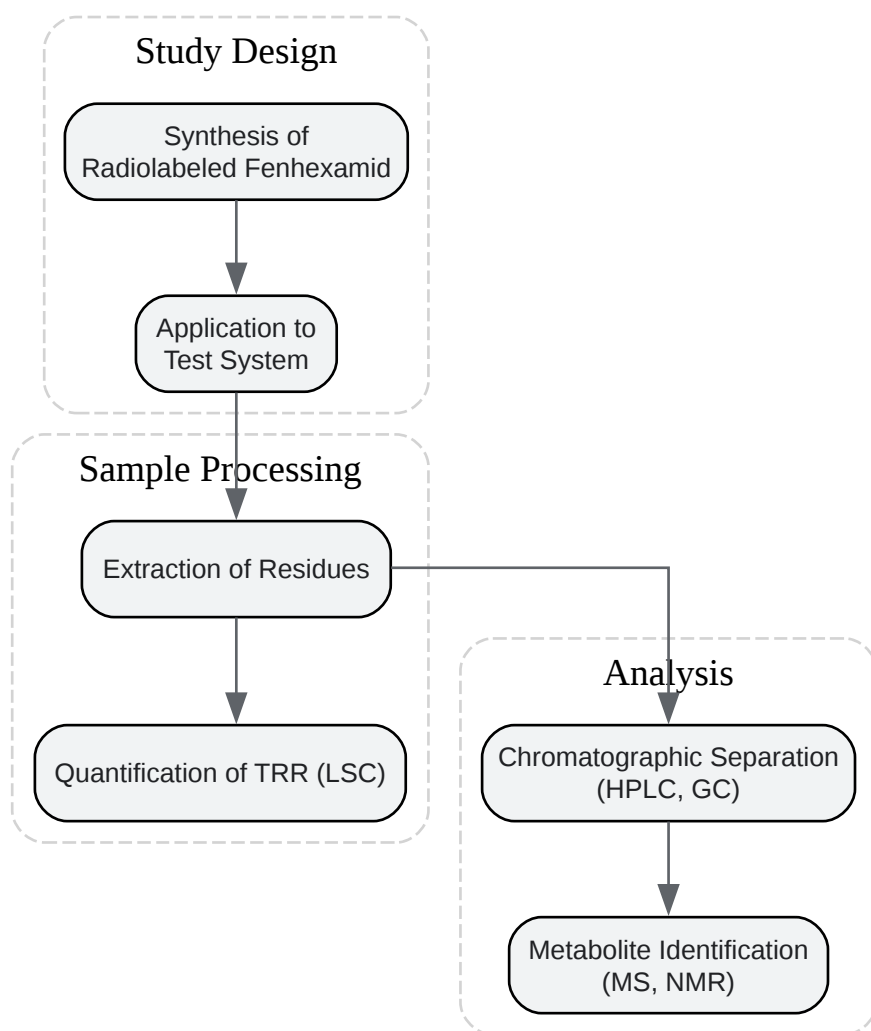 Study Design
Synthesis of
Radiolabeled Fenhexamid
Application to
Test System
Sample Processing
Extraction of Residues
Quantification of TRR (LSC)
Analysis
Chromatographic Separation
(HPLC, GC)
Metabolite Identification
(MS, NMR)